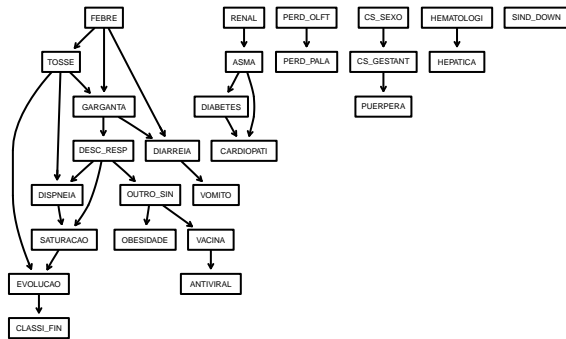 FEBRE RENAL PERD_OLFT CS_SEXO HEMATOLOGI SIND_DOWN
TOSSE ASMA PERD_PALA CS_GESTANT HEPATICA
GARGANTA DIABETES PUERPERA
DESC_RESP DIARREIA CARDIOPATI
DISPNEIA OUTRO_SIN VOMITO
SATURACAO OBESIDADE VACINA
EVOLUCAO ANTIVIRAL
CLASSI_FIN